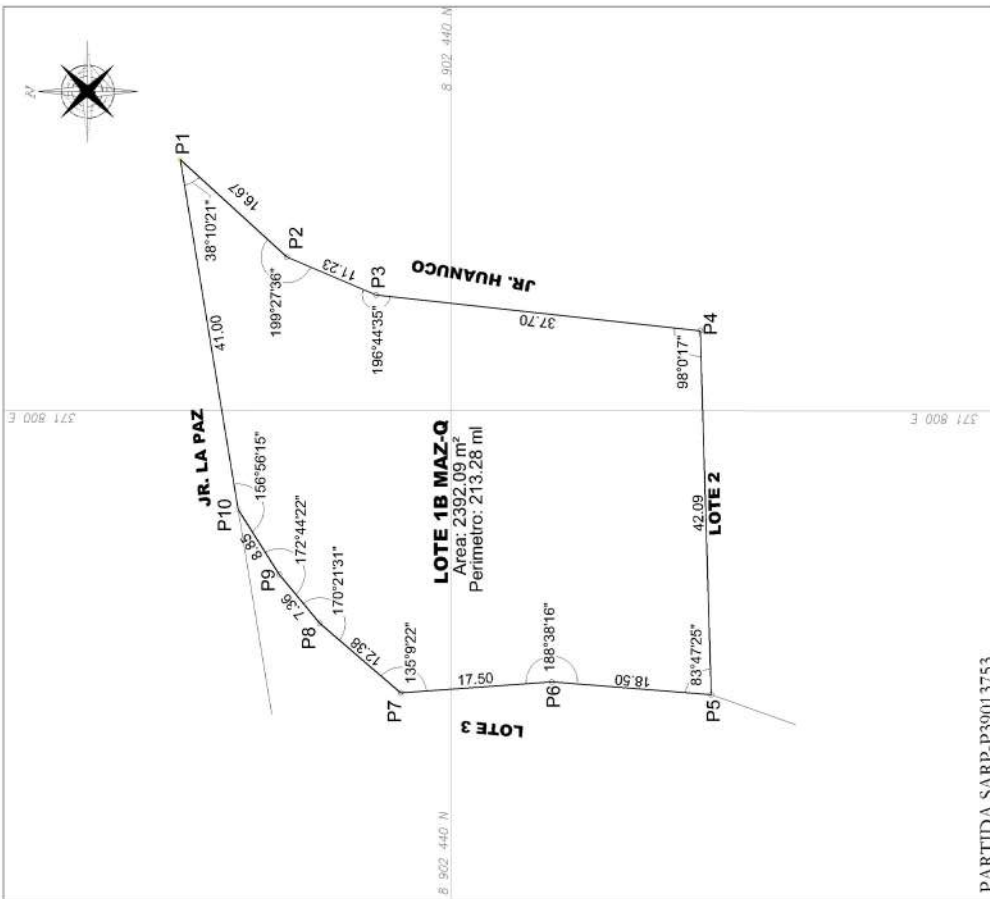 N
8 902 440 N
371 800 E
P1
38°10'21"
16.67
41.00
P2
199°27'36"
11.23
P3
196°44'35"
JR. HUANUCO
37.70
JR. LA PAZ
P10
156°56'15"
8.85
P9
172°44'22"
7.36
P8
170°21'31"
12.38
P7
135°9'22"
LOTE 1B MAZ-Q
Area: 2392.09 m²
Perimetro: 213.28 ml
17.50
LOTE 3
P6
188°38'16"
18.50
P4
98°0'17"
42.09
LOTE 2
P5
83°47'25"
371 800 E
8 902 440 N
PARTIDA SARP-P39013753